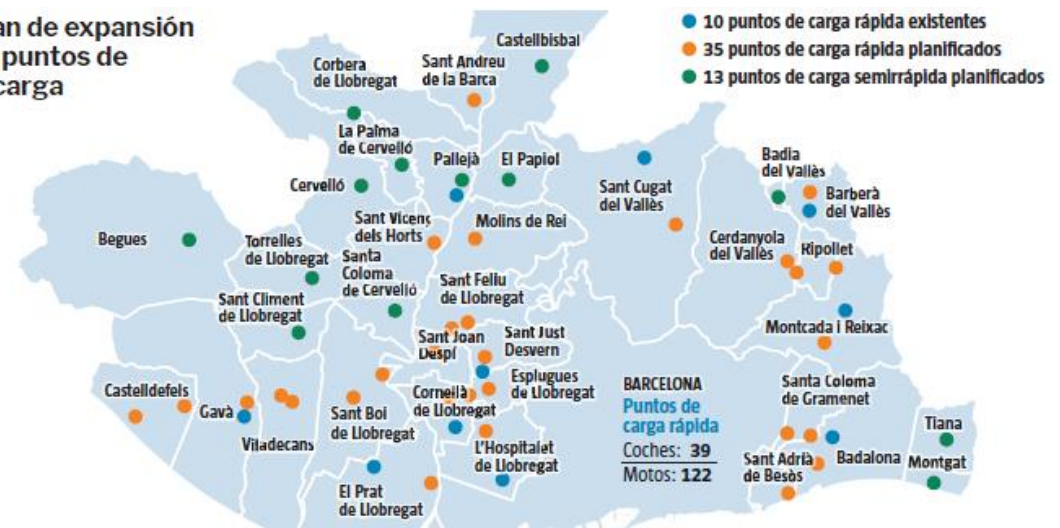 an de expansión
puntos de
carga
10 puntos de carga rápida existentes
35 puntos de carga rápida planificados
13 puntos de carga semirrápida planificados
Castellbisbal
Corbera
de Llobregat
Sant Andreu
de la Barca
La Palma
de Cervelló
Pallejà
El Papiol
Cervelló
Sant Cugat
del Vallès
Badia
del Vallès
Barberà
del Vallès
Sant Vicenç
dels Horts
Molins de Rei
Begues
Torrelles
de Llobregat
Santa
Coloma
de Cervelló
Cerdanyola
del Vallès
Ripollet
Sant Feliu
de Llobregat
Sant Climent
de Llobregat
Montcada i Reixac
Sant Joan
Despí
Sant Just
Desvern
Castelldefels
Gavà
Viladecans
Sant Boi
de Llobregat
Cornellà
de Llobregat
Esplugues
de Llobregat
BARCELONA
Puntos de
carga rápida
Coches: 39
Motos: 122
Santa Coloma
de Gramenet
Tiana
L'Hospitalet
de Llobregat
Sant Adrià
de Besòs
Badalona
Montgat
El Prat
de Llobregat